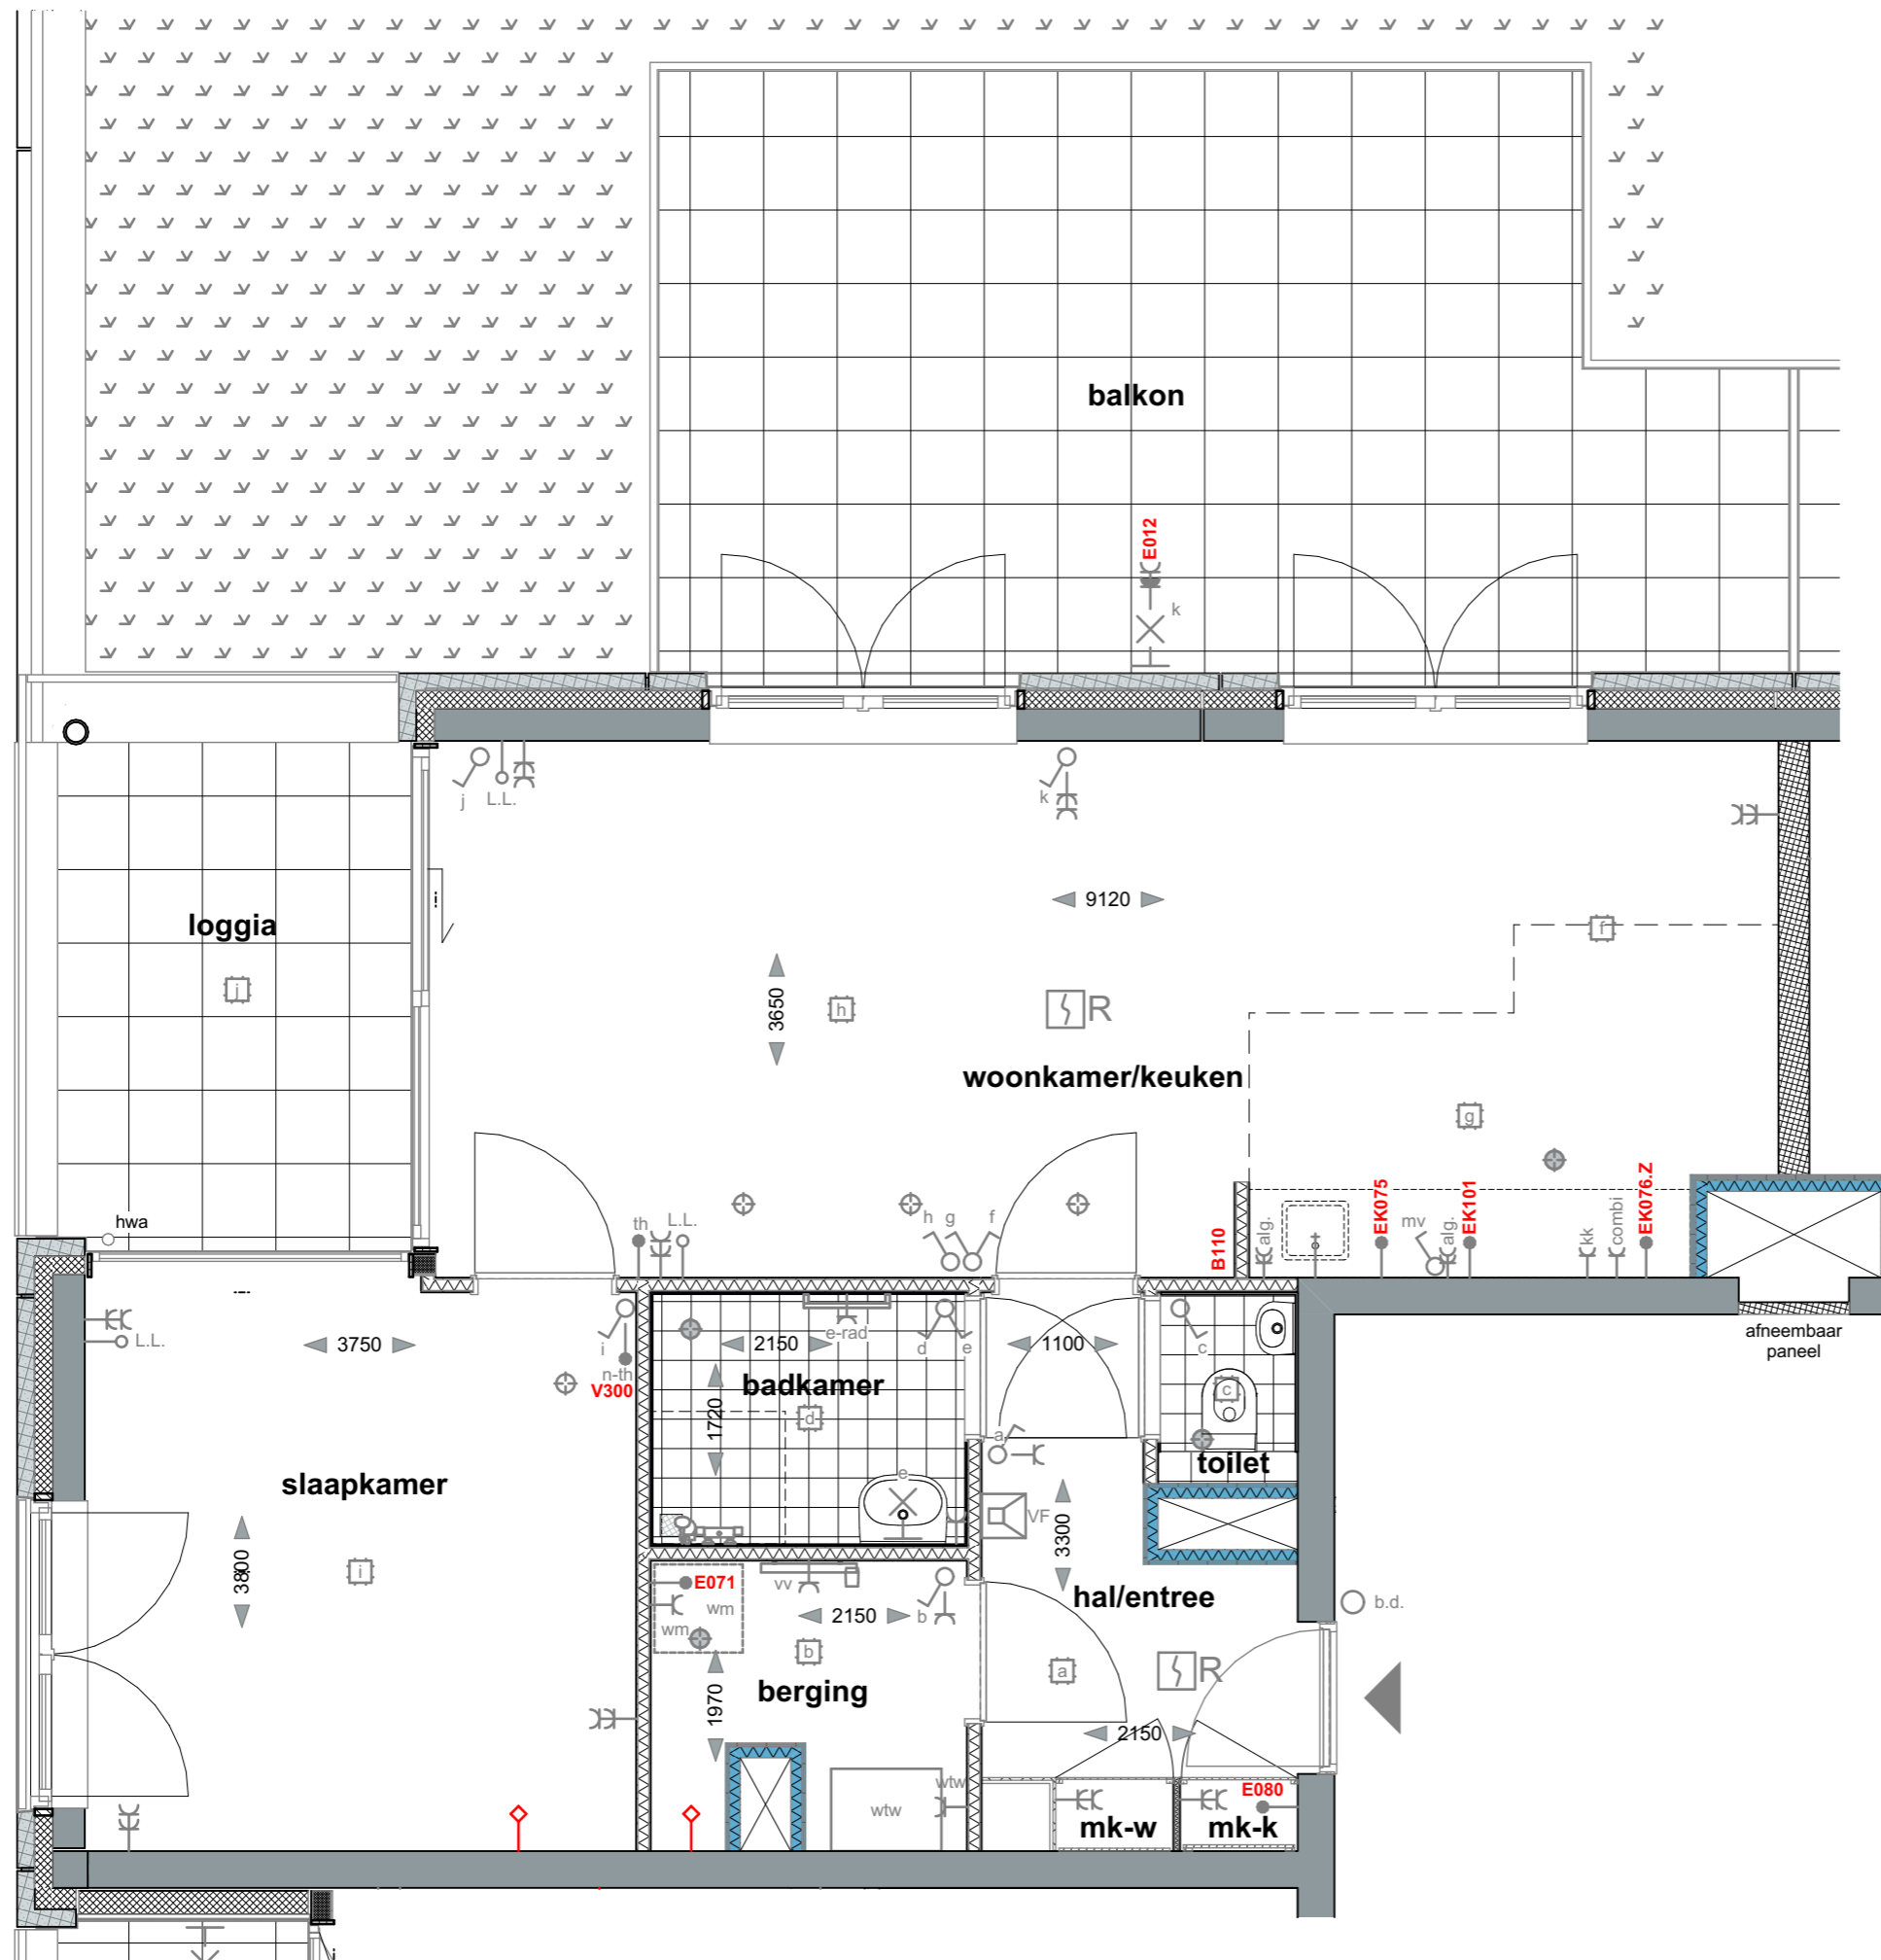 balkon
E012
k
j
L.L.
k
9120
loggia
j
f
h
3650
R
woonkamer/keuken
g
hwa
th
L.L.
h
g
f
B110
alg.
EK075
mv
alg.
EK101
kk
combi
EK076.Z
afneembaar
paneel
L.L.
3750
i
n-th
V300
2150
e-rad
d
e
1100
c
badkamer
d
1720
c
a
toilet
slaapkamer
e
VF
3300
3800
i
E071
vv
wm
wm
2150
b
hal/entree
b.d.
b
a
R
berging
1970
2150
wtw
wtw
E080
mk-w
mk-k